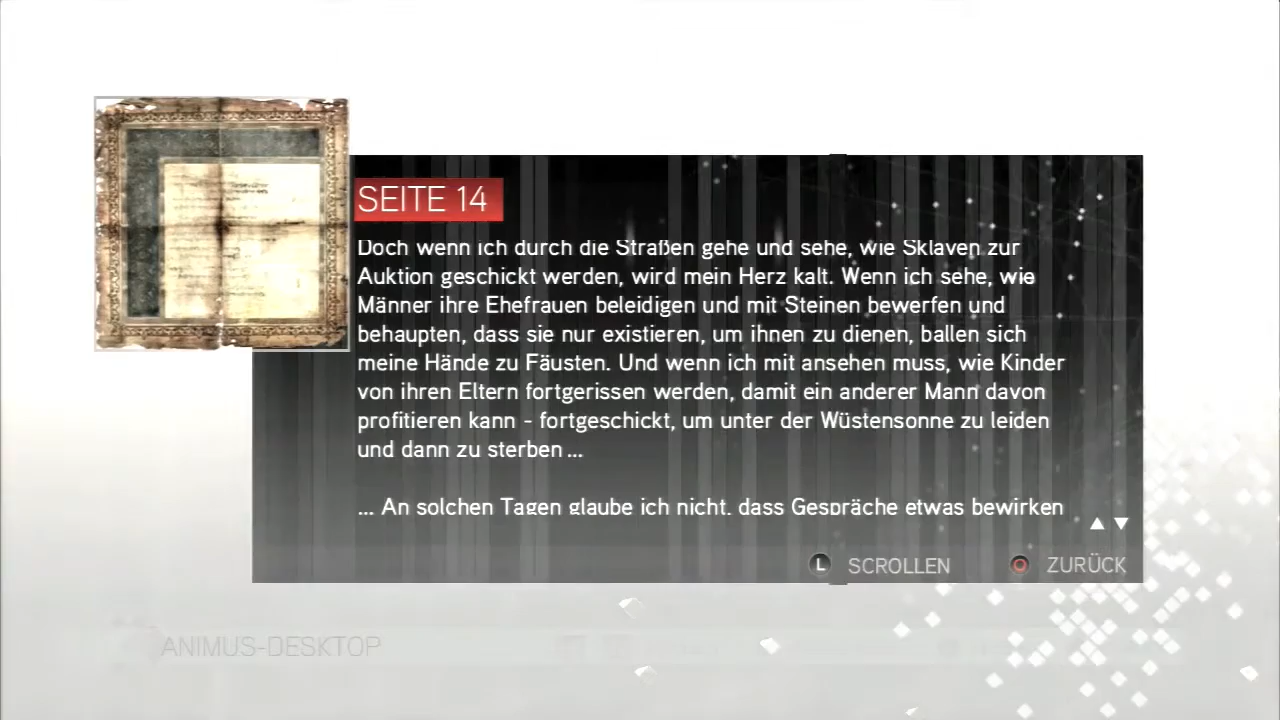 SEITE 14
Doch wenn ich durch die Straßen gehe und sehe, wie Sklaven zur
Auktion geschickt werden, wird mein Herz kalt. Wenn ich sehe, wie
Männer ihre Ehefrauen beleidigen und mit Steinen bewerfen und
behaupten, dass sie nur existieren, um ihnen zu dienen, ballen sich
meine Hände zu Fäusten. Und wenn ich mit ansehen muss, wie Kinder
von ihren Eltern fortgerissen werden, damit ein anderer Mann davon
profitieren kann - fortgeschickt, um unter der Wüstensonne zu leiden
und dann zu sterben ...
... An solchen Tagen glaube ich nicht, dass Gespräche etwas bewirken
L SCROLLEN ZURÜCK
ANIMUS-DESKTOP